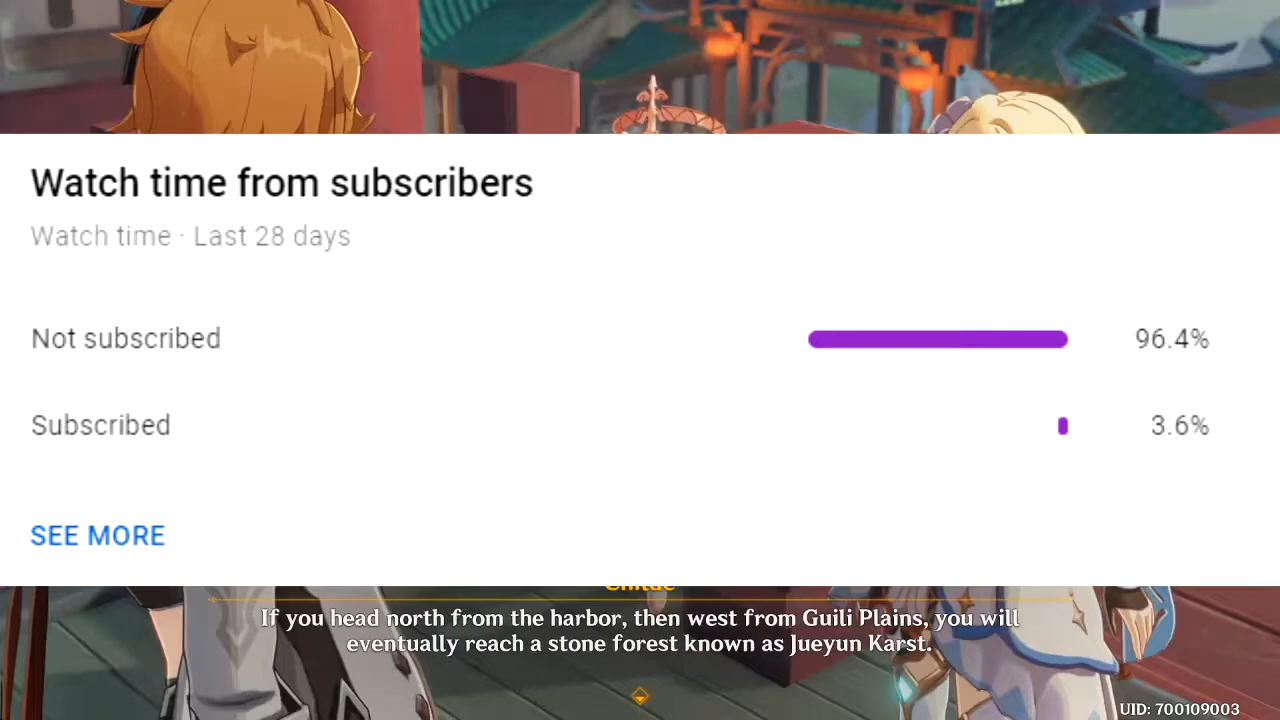 Watch time from subscribers
Watch time · Last 28 days
Not subscribed 96.4%
Subscribed 3.6%
SEE MORE
Childe
If you head north from the harbor, then west from Guili Plains, you will
eventually reach a stone forest known as Jueyun Karst.
UID: 700109003